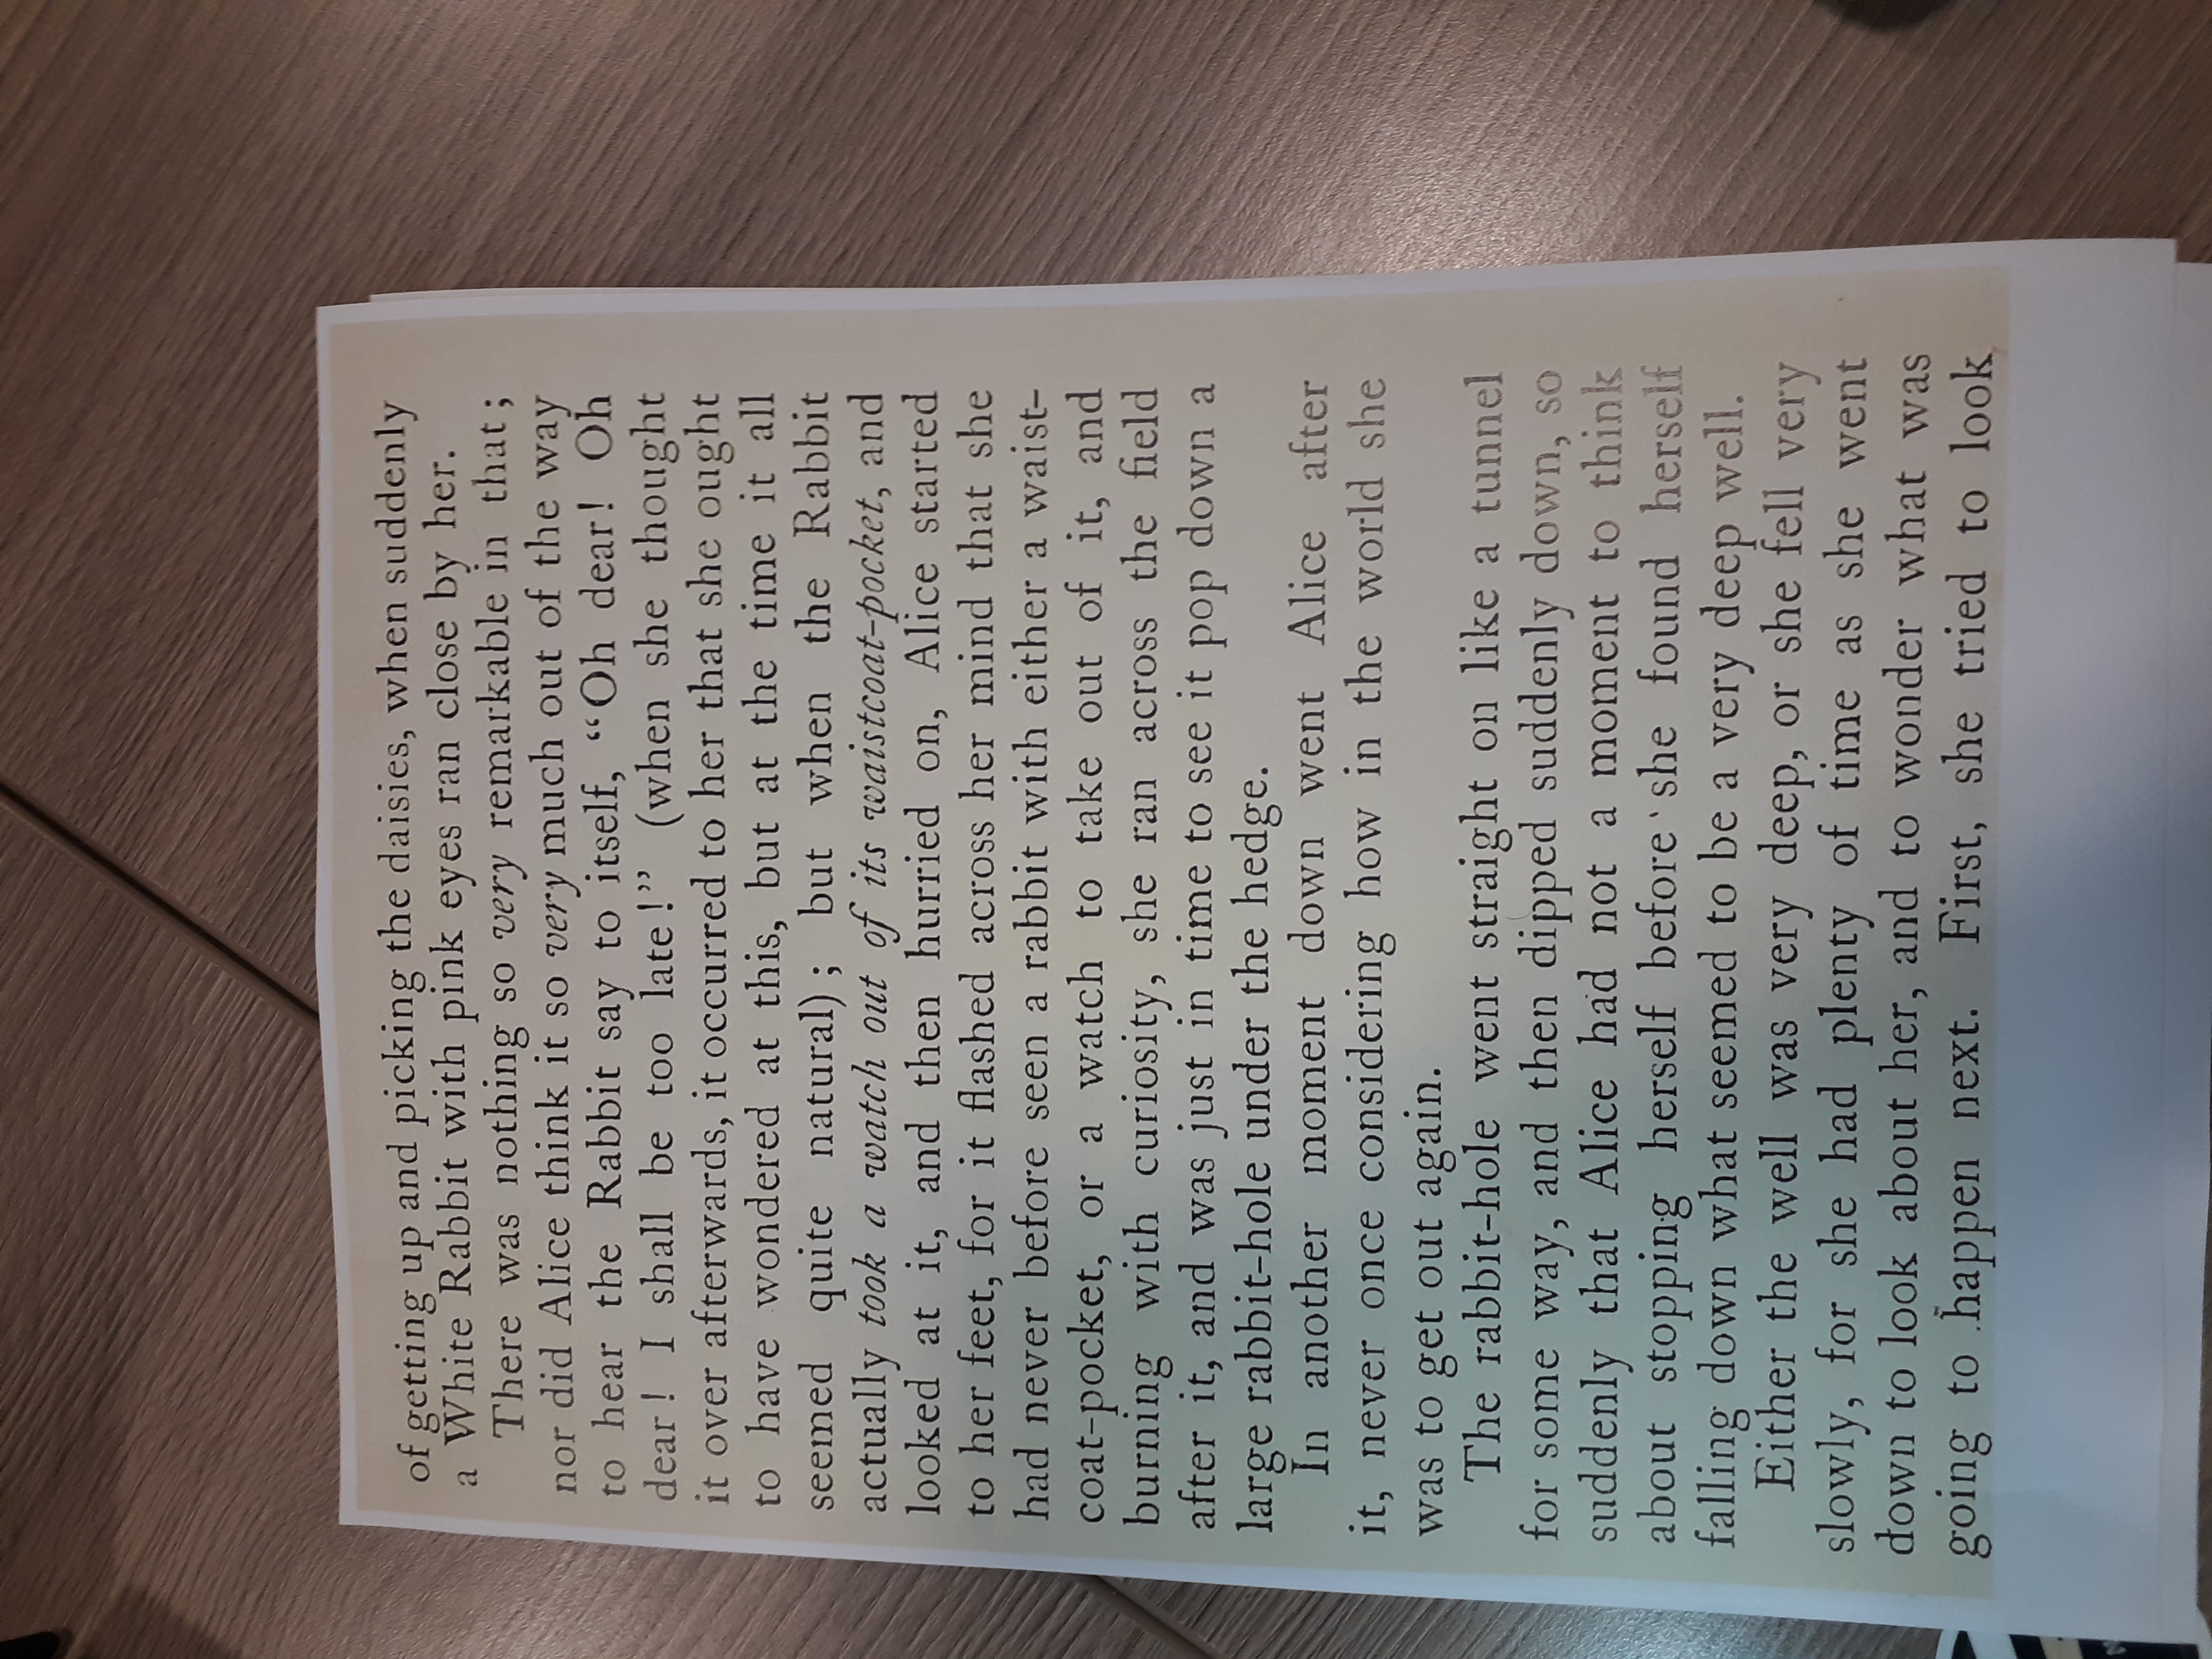 of getting up and picking the daisies, when suddenly
a White Rabbit with pink eyes ran close by her.
There was nothing so very remarkable in that ;
nor did Alice think it so very much out of the way
to hear the Rabbit say to itself, “Oh dear! Oh
dear ! I shall be too late !” (when she thought
it over afterwards, it occurred to her that she ought
to have wondered at this, but at the time it all
seemed quite natural) ; but when the Rabbit
actually took a watch out of its waistcoat-pocket, and
looked at it, and then hurried on, Alice started
to her feet, for it flashed across her mind that she
had never before seen a rabbit with either a waist-
coat-pocket, or a watch to take out of it, and
burning with curiosity, she ran across the field
after it, and was just in time to see it pop down a
large rabbit-hole under the hedge.
In another moment down went Alice after
it, never once considering how in the world she
was to get out again.
The rabbit-hole went straight on like a tunnel
for some way, and then dipped suddenly down, so
suddenly that Alice had not a moment to think
about stopping herself before she found herself
falling down what seemed to be a very deep well.
Either the well was very deep, or she fell very
slowly, for she had plenty of time as she went
down to look about her, and to wonder what was
going to happen next. First, she tried to look